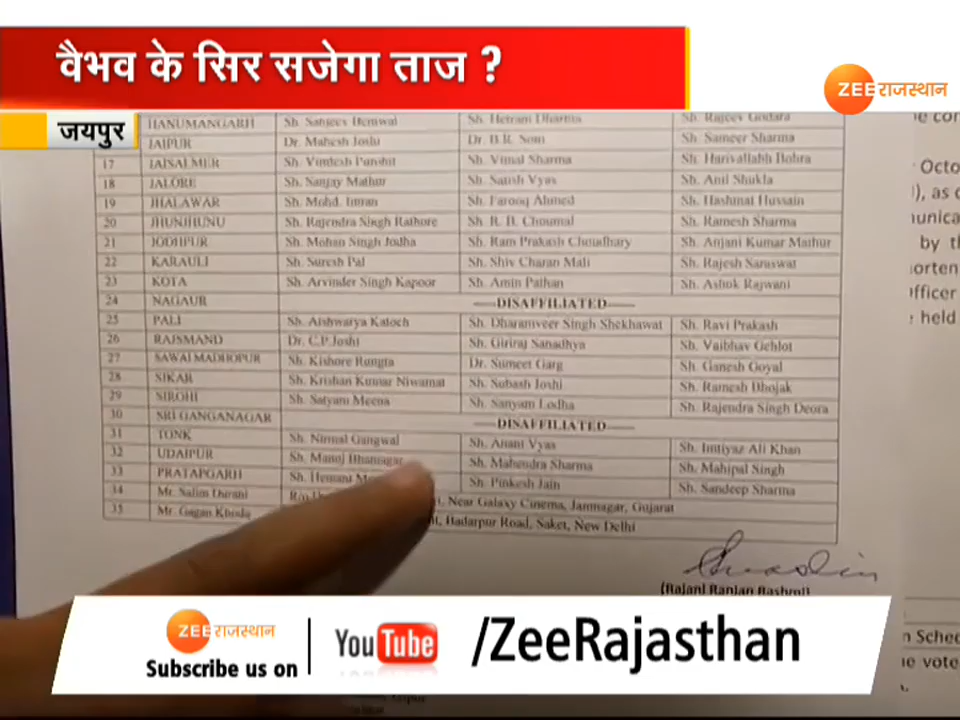 वैभव के सिर सजेगा ताज ?
ZEE राजस्थान
जयपुर
HANUMANGARH Sh. Sanjeev Beniwal Sh. Hetram Dharma Sh. Rajeev Godara
JAIPUR Dr. Mahesh Joshi Dr. B.R. Soni Sh. Sameer Sharma
17 JAISALMER Sh. Vimlesh Purohit Sh. Vimal Sharma Sh. Harivallabh Bohra
18 JALORE Sh. Sanjay Mathur Sh. Satish Vyas Sh. Anil Shukla
19 JHALAWAR Sh. Mohd. Imran Sh. Farooq Ahmed Sh. Hashmat Hussain
20 JHUNJHUNU Sh. Rajendra Singh Rathore Sh R. B. Choumal Sh. Ramesh Sharma
21 JODHPUR Sh. Mohan Singh Jodha Sh. Ram Prakash Choudhary Sh. Anjani Kumar Mathur
22 KARAULI Sh. Suresh Pal Sh. Shiv Charan Mali Sh. Rajesh Saraswat
23 KOTA Sh. Arvinder Singh Kapoor Sh. Amin Pathan Sh. Ashok Rajwani
24 NAGAUR -----DISAFFILIATED-----
25 PALI Sh. Aishwarya Katoch Sh. Dharamveer Singh Shekhawat Sh. Ravi Prakash
26 RAJSMAND Dr. C.P.Joshi Sh. Giriraj Sanadhya Sh. Vaibhav Gehlot
27 SAWAI MADHOPUR Sh. Kishore Rungta Dr. Sumeet Garg Sh. Ganesh Goyal
28 SIKAR Sh. Krishan Kumar Niwamat Sh. Subash Joshi Sh. Ramesh Bhojak
29 SIROHI Sh. Satyam Meena Sh. Sanyam Lodha Sh. Rajendra Singh Deora
30 SRI GANGANAGAR -----DISAFFILIATED-----
31 TONK Sh. Nirmal Gangwal Sh. Anant Vyas Sh. Imtiyaz Ali Khan
32 UDAIPUR Sh. Manoj Bhatnagar Sh. Mahendra Sharma Sh. Mahipal Singh
33 PRATAPGARH Sh. Hemant Sh. Pinkesh Jain Sh. Sandeep Sharma
34 Mr. Salim Durani Near Galaxy Cinema, Jamnagar, Gujarat
35 Mr. Gagan Khoda Badarpur Road, Saket, New Delhi
(Rajani Ranjan Rashmi)
Octo
as
by
held
vote
ZEE राजस्थान
Subscribe us on
YouTube
/ZeeRajasthan